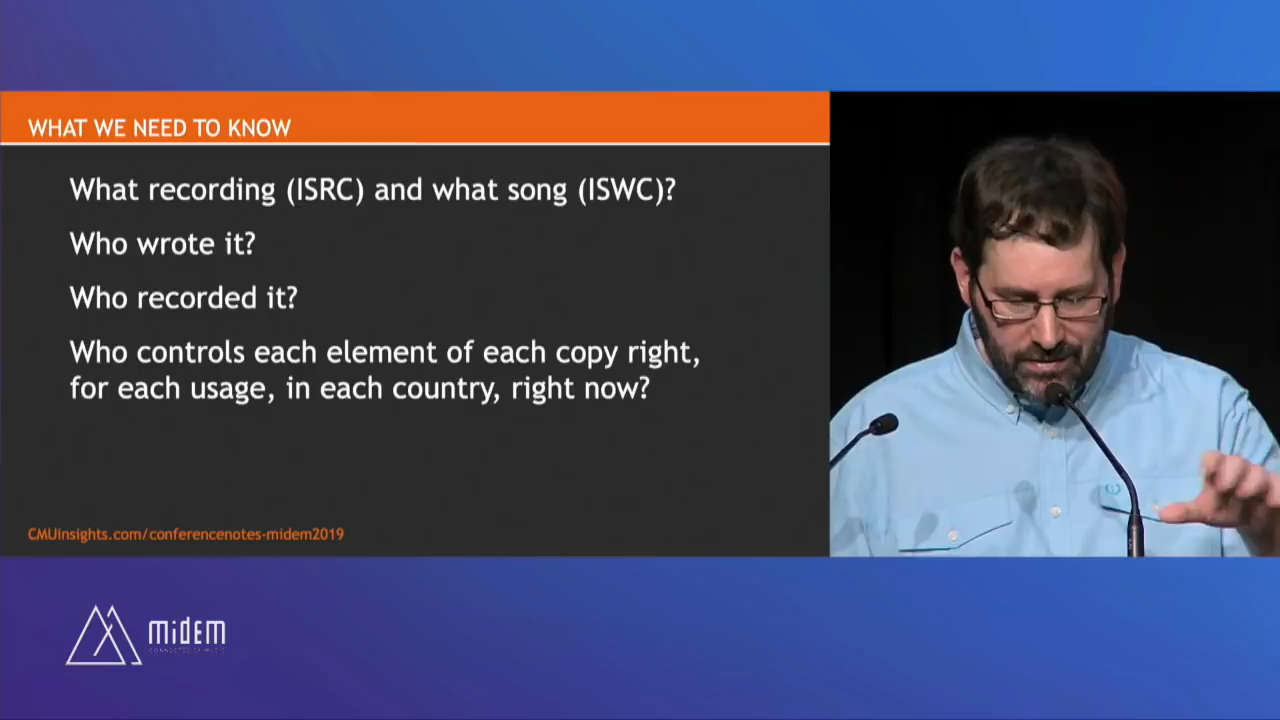 WHAT WE NEED TO KNOW
What recording (ISRC) and what song (ISWC)?
Who wrote it?
Who recorded it?
Who controls each element of each copy right,
for each usage, in each country, right now?
CMUinsights.com/conferencenotes-midem2019
midem